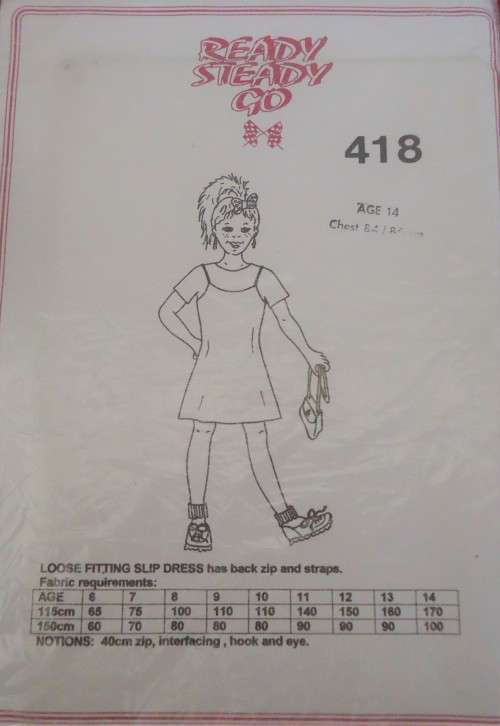 READY
STEADY
GO
418
AGE 14
Chest 84 /
LOOSE FITTING SLIP DRESS has back zip and straps.
Fabric requirements:
AGE 6 7 8 9 10 11 12 13 14
115cm 65 75 100 110 110 140 150 160 170
150cm 60 70 80 80 80 90 90 90 100
NOTIONS: 40cm zip, interfacing , hook and eye.